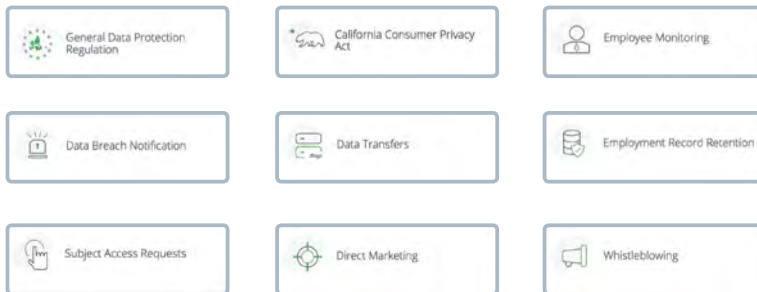 General Data Protection
Regulation
California Consumer Privacy
Act
Employee Monitoring
Data Breach Notification
Data Transfers
Employment Record Retention
Subject Access Requests
Direct Marketing
Whistleblowing